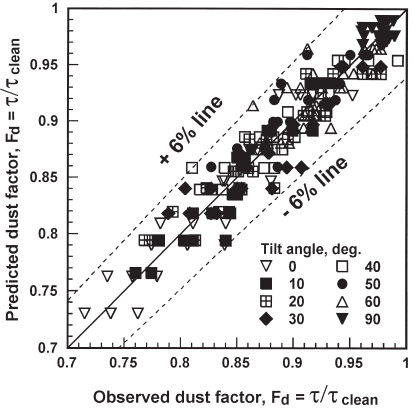 Predicted dust factor, Fd = τ/τclean
1
0.95
0.9
0.85
0.8
0.75
0.7
+ 6% line
- 6% line
Tilt angle, deg.
0 40
10 50
20 60
30 90
0.7 0.75 0.8 0.85 0.9 0.95 1
Observed dust factor, Fd = τ/τclean